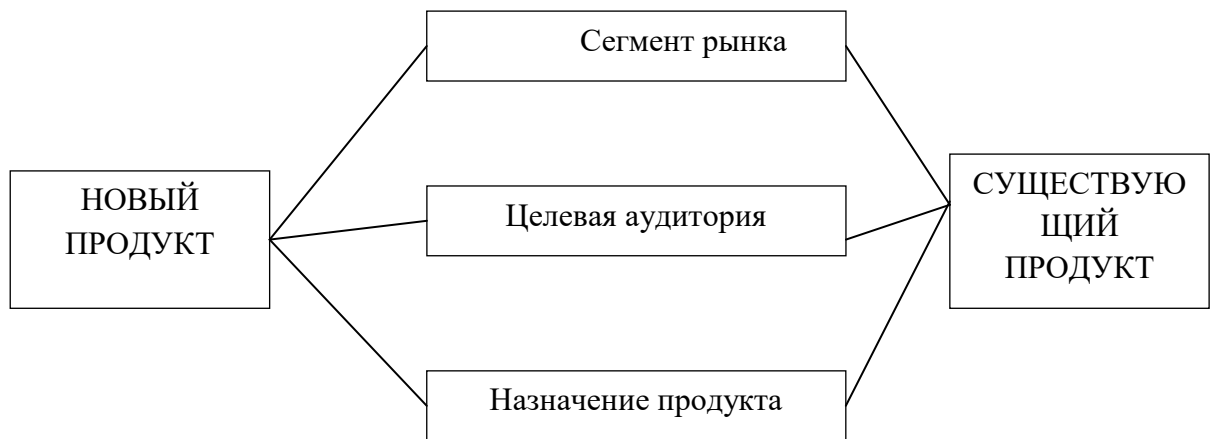 Сегмент рынка
НОВЫЙ
ПРОДУКТ
Целевая аудитория
СУЩЕСТВУЮ
ЩИЙ
ПРОДУКТ
Назначение продукта